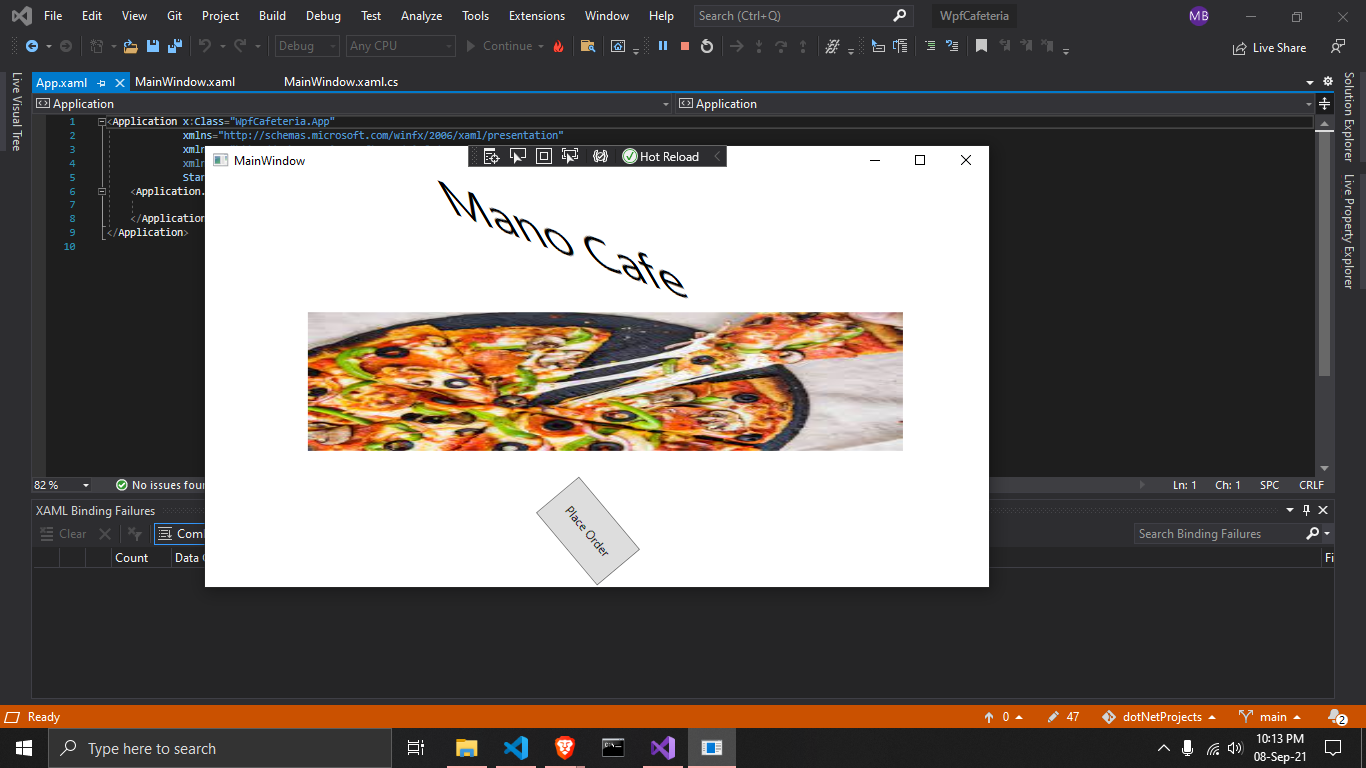 File Edit View Git Project Build Debug Test Analyze Tools Extensions Window Help Search (Ctrl+Q) WpfCafeteria MB
Debug Any CPU Continue Live Share
App.xaml MainWindow.xaml MainWindow.xaml.cs
Application Application
Live Visual Tree
Solution Explorer
Live Property Explorer
1 <Application x:Class="WpfCafeteria.App"
2 xmlns="http://schemas.microsoft.com/winfx/2006/xaml/presentation"
3 xmln
4 xmln
5 Star
6 <Application.
7
8 </Application
9 </Application>
10
MainWindow
Hot Reload
Mano Cafe
Place Order
82 % No issues four Ln: 1 Ch: 1 SPC CRLF
XAML Binding Failures
Clear Coml Search Binding Failures
Count Data Fi
Ready 0 47 dotNetProjects main 2
Type here to search
10:13 PM
08-Sep-21